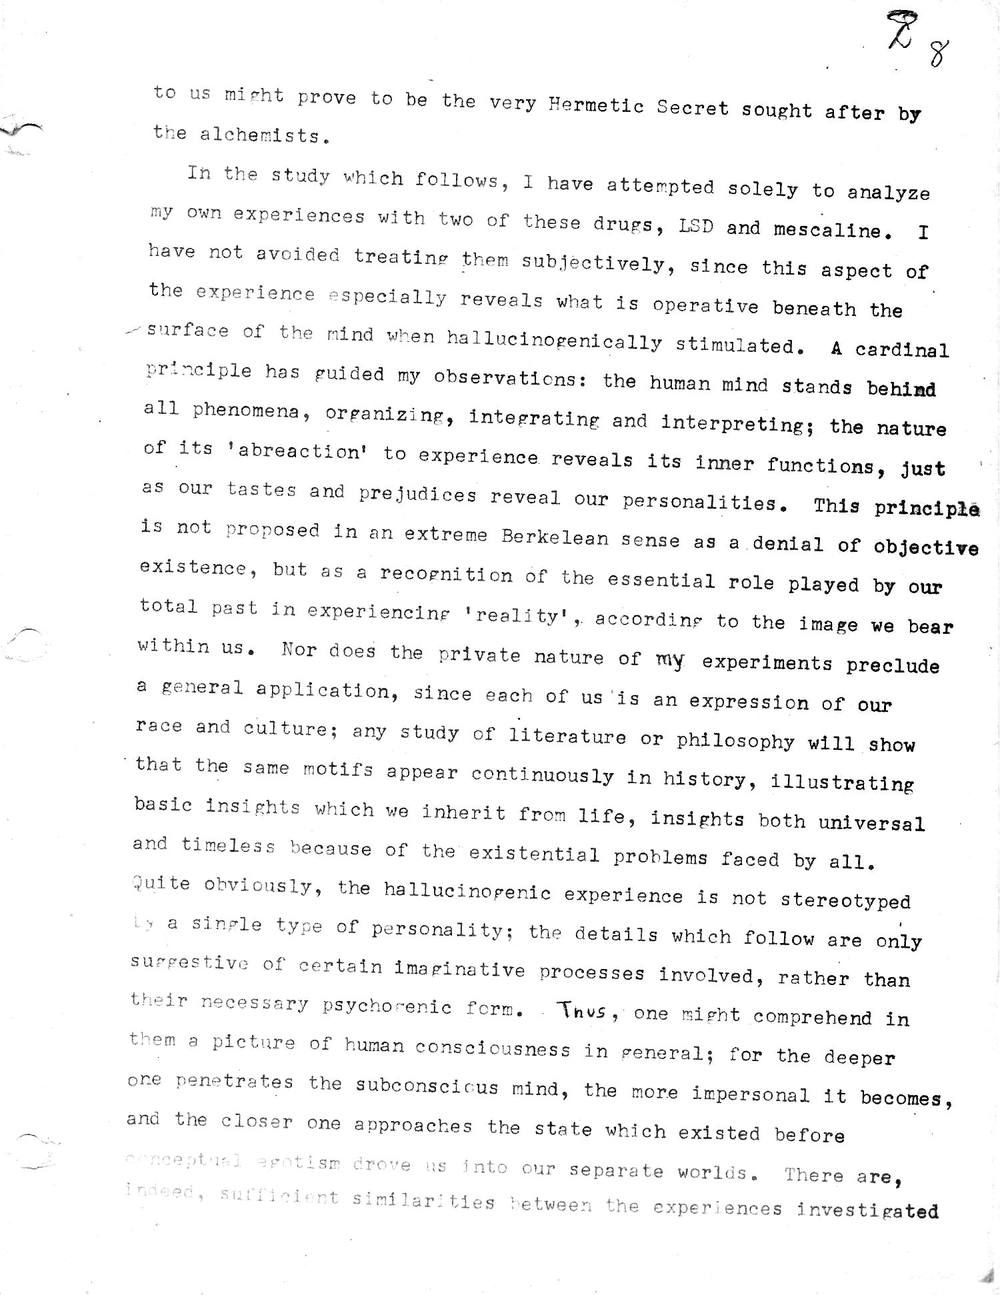 8
to us might prove to be the very Hermetic Secret sought after by
the alchemists.
In the study which follows, I have attempted solely to analyze
my own experiences with two of these drugs, LSD and mescaline. I
have not avoided treating them subjectively, since this aspect of
the experience especially reveals what is operative beneath the
surface of the mind when hallucinogenically stimulated. A cardinal
principle has guided my observations: the human mind stands behind
all phenomena, organizing, integrating and interpreting; the nature
of its 'abreaction' to experience reveals its inner functions, just
as our tastes and prejudices reveal our personalities. This principle
is not proposed in an extreme Berkelean sense as a denial of objective
existence, but as a recognition of the essential role played by our
total past in experiencing 'reality', according to the image we bear
within us. Nor does the private nature of my experiments preclude
a general application, since each of us is an expression of our
race and culture; any study of literature or philosophy will show
that the same motifs appear continuously in history, illustrating
basic insights which we inherit from life, insights both universal
and timeless because of the existential problems faced by all.
Quite obviously, the hallucinogenic experience is not stereotyped
by a single type of personality; the details which follow are only
suggestive of certain imaginative processes involved, rather than
their necessary psychogenic form. Thus, one might comprehend in
them a picture of human consciousness in general; for the deeper
one penetrates the subconscious mind, the more impersonal it becomes,
and the closer one approaches the state which existed before
conceptual egotism drove us into our separate worlds. There are,
indeed, sufficient similarities between the experiences investigated